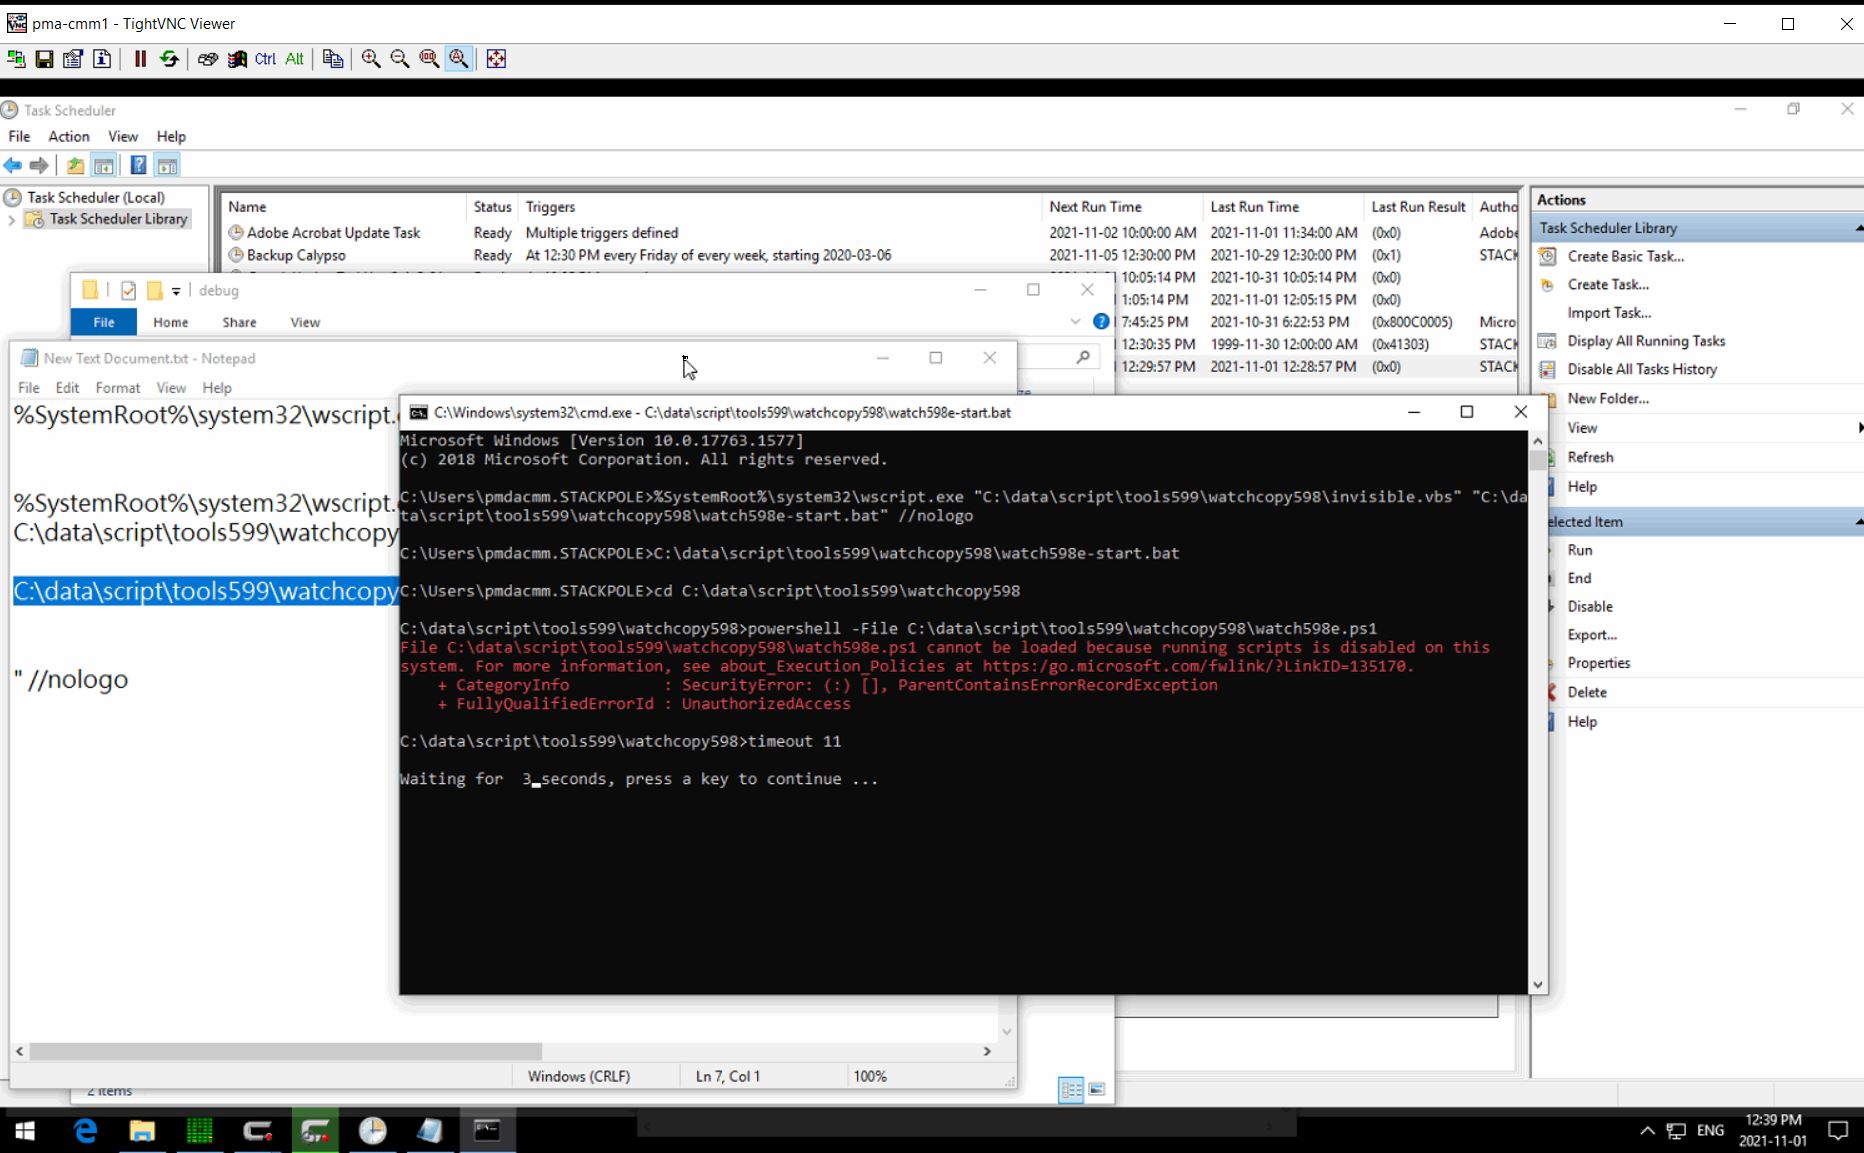 pma-cmm1 - TightVNC Viewer
Ctrl Alt
Task Scheduler
File Action View Help
Task Scheduler (Local)
Task Scheduler Library
Name Status Triggers Next Run Time Last Run Time Last Run Result Autho
Adobe Acrobat Update Task Ready Multiple triggers defined 2021-11-02 10:00:00 AM 2021-11-01 11:34:00 AM (0x0) Adobe
Backup Calypso Ready At 12:30 PM every Friday of every week, starting 2020-03-06 2021-11-05 12:30:00 PM 2021-10-29 12:30:00 PM (0x1) STACK
10:05:14 PM 2021-10-31 10:05:14 PM (0x0)
1:05:14 PM 2021-11-01 12:05:15 PM (0x0)
7:45:25 PM 2021-10-31 6:22:53 PM (0x800C0005) Micro
12:30:35 PM 1999-11-30 12:00:00 AM (0x41303) STACK
12:29:57 PM 2021-11-01 12:28:57 PM (0x0) STACK
Actions
Task Scheduler Library
Create Basic Task...
Create Task...
Import Task...
Display All Running Tasks
Disable All Tasks History
New Folder...
View
Refresh
Help
elected Item
Run
End
Disable
Export...
Properties
Delete
Help
debug
File Home Share View
New Text Document.txt - Notepad
File Edit Format View Help
%SystemRoot%\system32\wscript.
%SystemRoot%\system32\wscript.
C:\data\script\tools599\watchcopy
C:\data\script\tools599\watchcopy
" //nologo
Windows (CRLF) Ln 7, Col 1 100%
2 items
C:\Windows\system32\cmd.exe - C:\data\script\tools599\watchcopy598\watch598e-start.bat
Microsoft Windows [Version 10.0.17763.1577]
(c) 2018 Microsoft Corporation. All rights reserved.
C:\Users\pmdacmm.STACKPOLE>%SystemRoot%\system32\wscript.exe "C:\data\script\tools599\watchcopy598\invisible.vbs" "C:\da
ta\script\tools599\watchcopy598\watch598e-start.bat" //nologo
C:\Users\pmdacmm.STACKPOLE>C:\data\script\tools599\watchcopy598\watch598e-start.bat
C:\Users\pmdacmm.STACKPOLE>cd C:\data\script\tools599\watchcopy598
C:\data\script\tools599\watchcopy598>powershell -File C:\data\script\tools599\watchcopy598\watch598e.ps1
File C:\data\script\tools599\watchcopy598\watch598e.ps1 cannot be loaded because running scripts is disabled on this
system. For more information, see about_Execution_Policies at https:/go.microsoft.com/fwlink/?LinkID=135170.
+ CategoryInfo : SecurityError: (:) [], ParentContainsErrorRecordException
+ FullyQualifiedErrorId : UnauthorizedAccess
C:\data\script\tools599\watchcopy598>timeout 11
Waiting for 3 seconds, press a key to continue ...
ENG
12:39 PM
2021-11-01